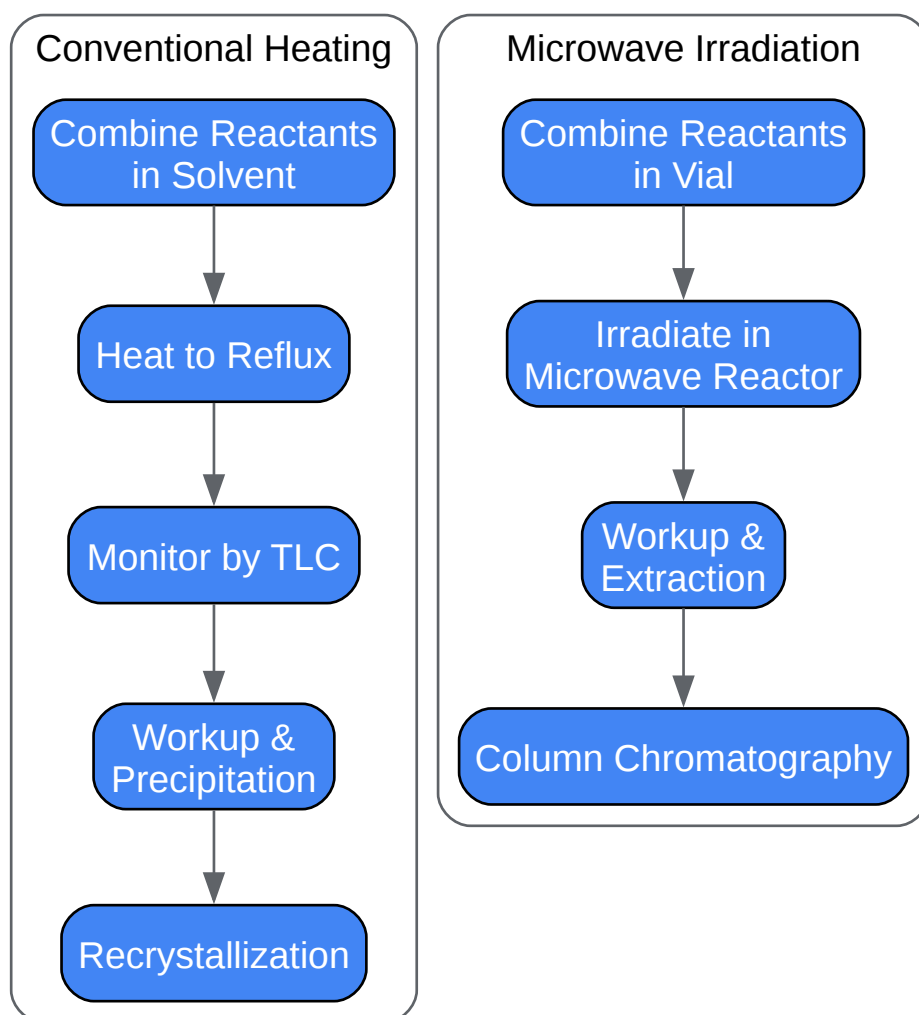 Conventional Heating
Combine Reactants
in Solvent
Heat to Reflux
Monitor by TLC
Workup &
Precipitation
Recrystallization
Microwave Irradiation
Combine Reactants
in Vial
Irradiate in
Microwave Reactor
Workup &
Extraction
Column Chromatography